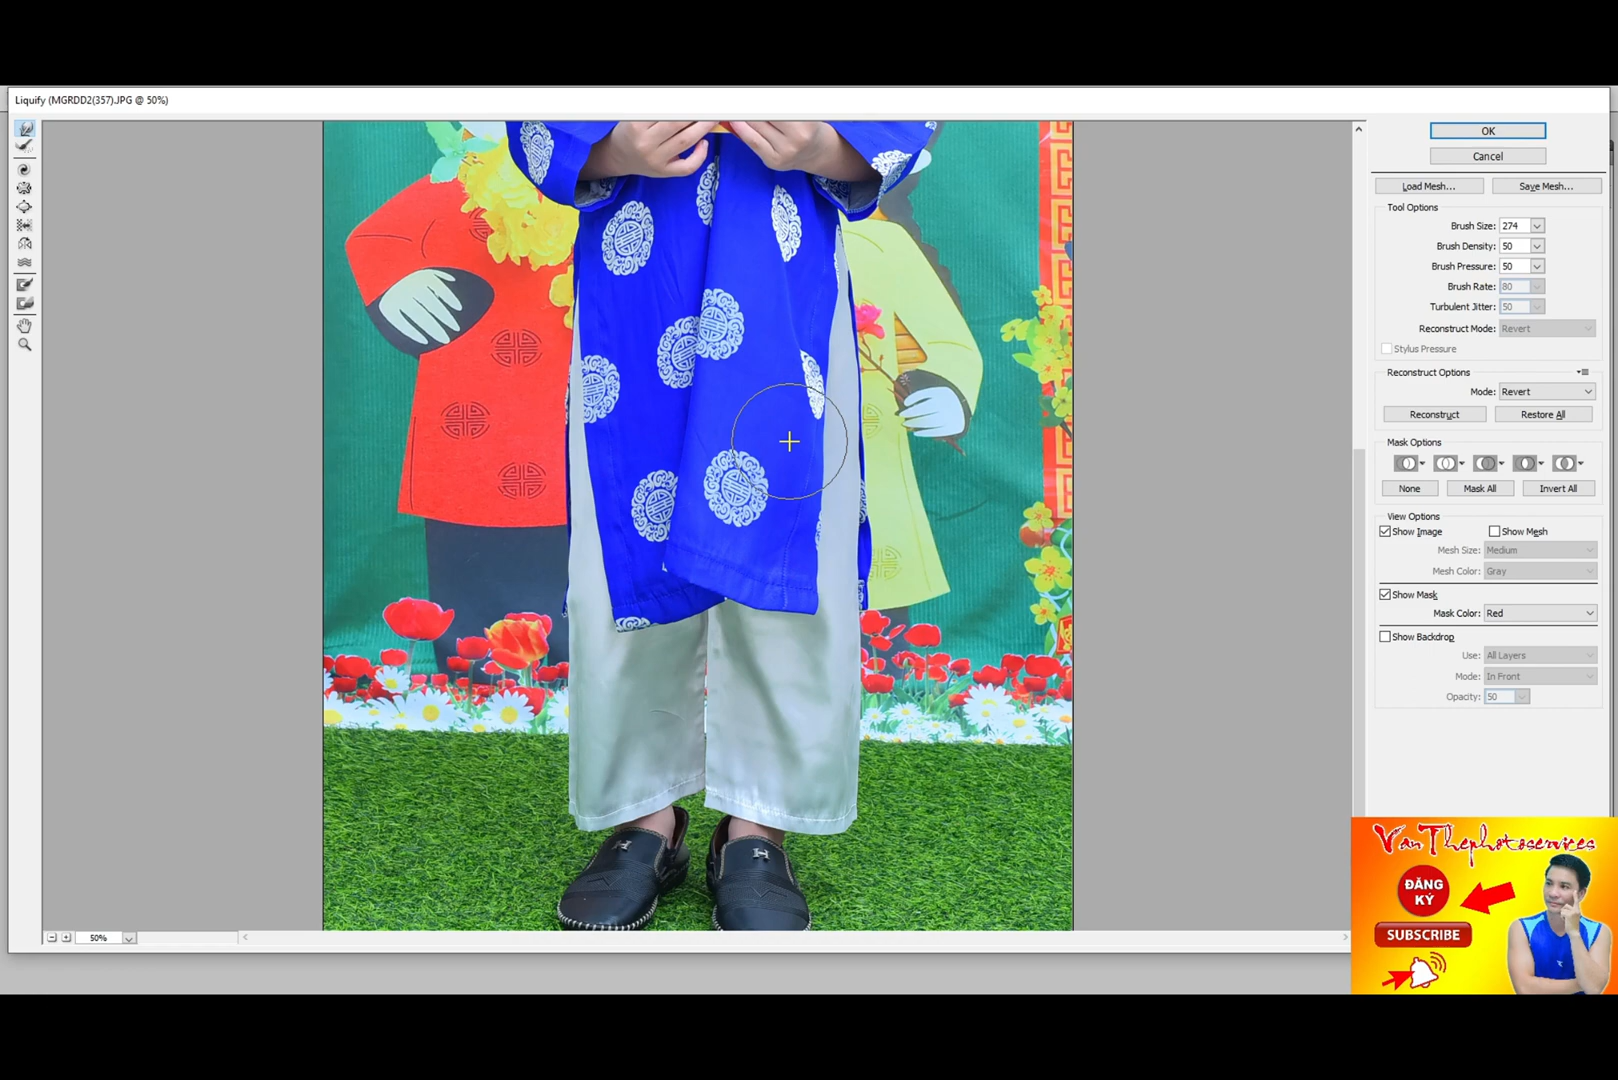 Liquify (MGRDD2(357).JPG @ 50%)
OK
Cancel
Load Mesh...
Save Mesh...
Tool Options
Brush Size: 274
Brush Density: 50
Brush Pressure: 50
Brush Rate: 80
Turbulent Jitter: 50
Reconstruct Mode: Revert
Stylus Pressure
Reconstruct Options
Mode: Revert
Reconstruct
Restore All
Mask Options
None
Mask All
Invert All
View Options
Show Image
Show Mesh
Mesh Size: Medium
Mesh Color: Gray
Show Mask
Mask Color: Red
Show Backdrop
Use: All Layers
Mode: In Front
Opacity: 50
50%
H
H
Van Thephotoservices
ĐĂNG
KÝ
SUBSCRIBE